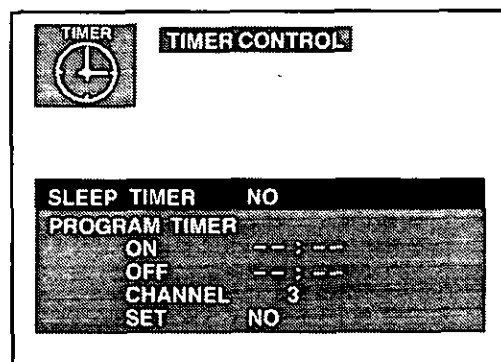 TIMER
TIMER CONTROL
SLEEP TIMER NO
PROGRAM TIMER
ON --:--
OFF --:--
CHANNEL 3
SET NO